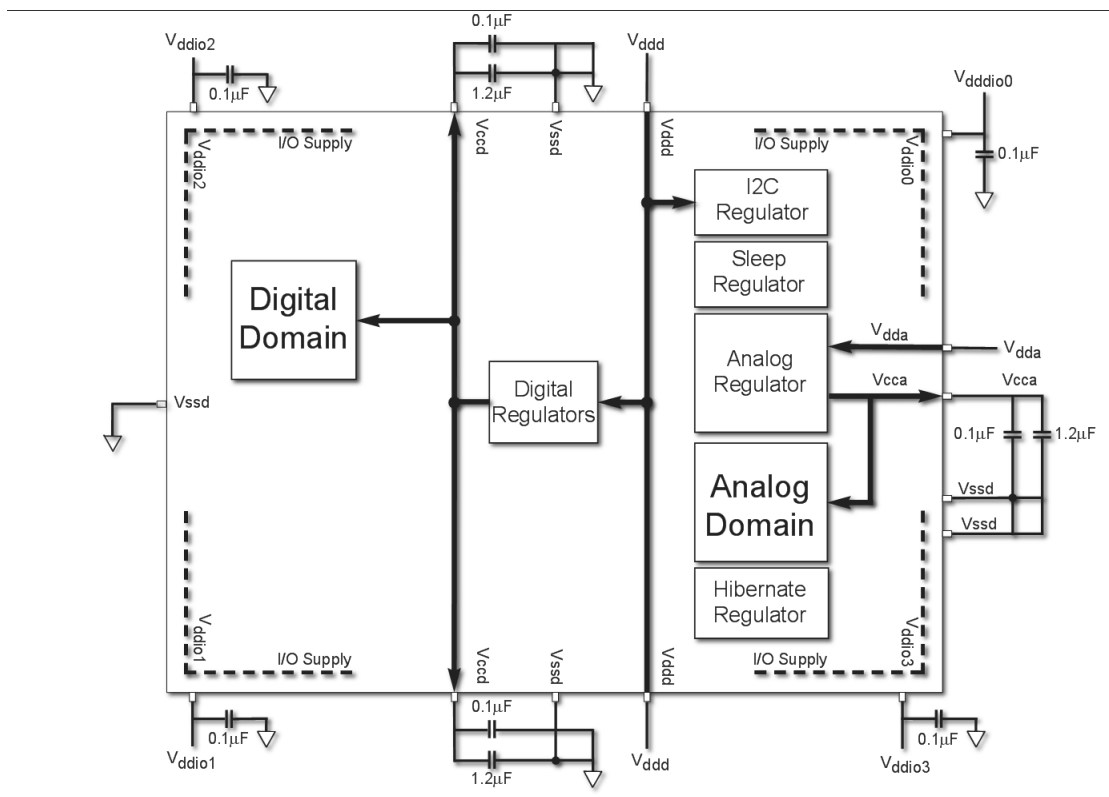 0.1µF
Vddio2
Vddd
0.1µF
1.2µF
Vdddio0
0.1µF
Vddio2
I/O Supply
Vccd
Vssd
Vddd
I/O Supply
Vddio0
I2C
Regulator
Sleep
Regulator
Digital
Domain
Analog
Regulator
Vdda
Vdda
Vcca
Vcca
Digital
Regulators
Vssd
0.1µF
1.2µF
Analog
Domain
Vssd
Vssd
Hibernate
Regulator
Vddio1
I/O Supply
Vccd
Vssd
Vddd
I/O Supply
Vddio3
0.1µF
0.1µF
Vddio1
1.2µF
Vddd
0.1µF
Vddio3